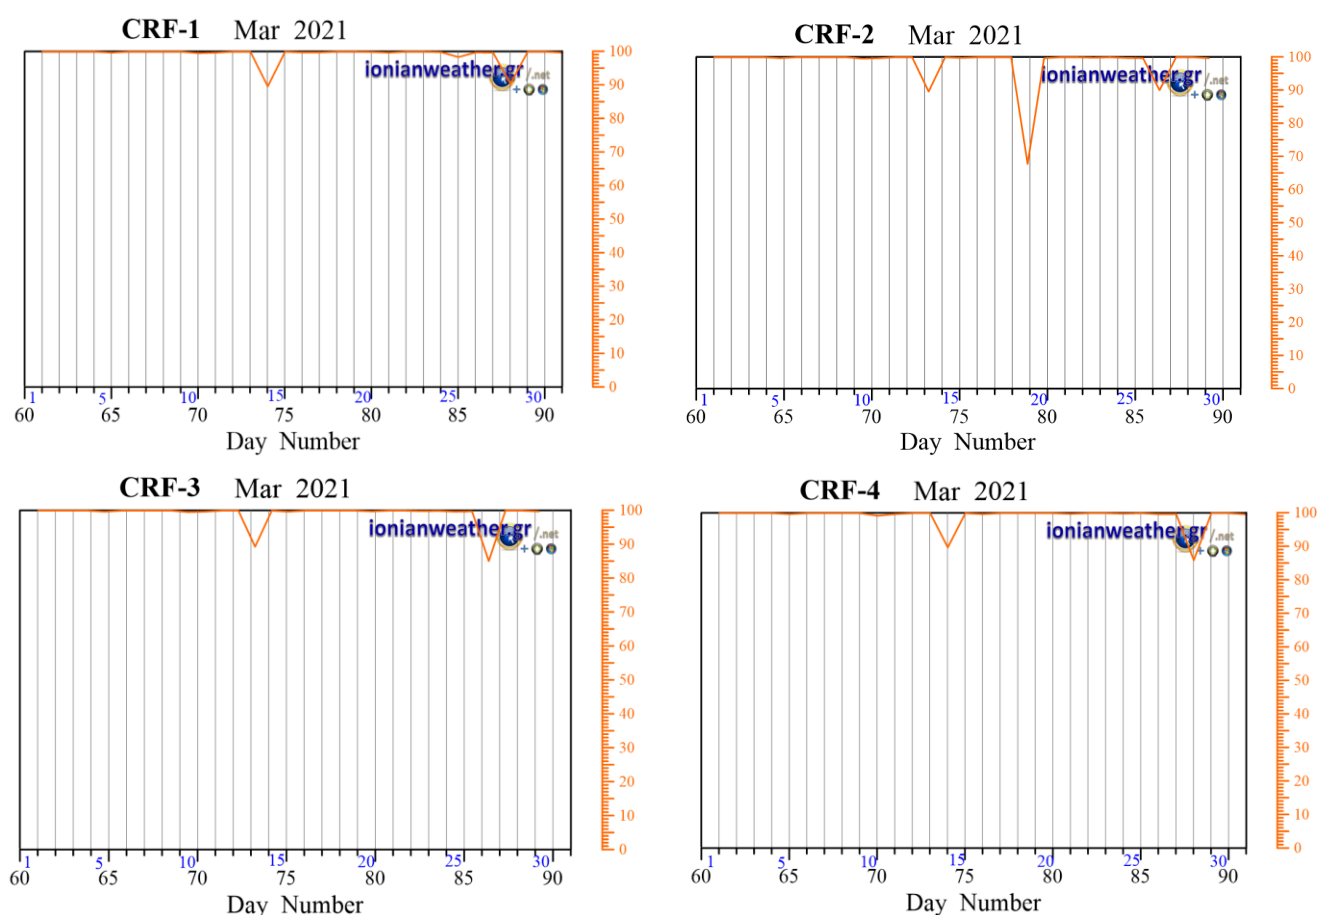 CRF-1 Mar 2021
ionianweather.gr /.net
100
90
80
70
60
50
40
30
20
10
0
1 5 10 15 20 25 30
60 65 70 75 80 85 90
Day Number
CRF-2 Mar 2021
ionianweather.gr /.net
100
90
80
70
60
50
40
30
20
10
0
1 5 10 15 20 25 30
60 65 70 75 80 85 90
Day Number
CRF-3 Mar 2021
ionianweather.gr /.net
100
90
80
70
60
50
40
30
20
10
0
1 5 10 15 20 25 30
60 65 70 75 80 85 90
Day Number
CRF-4 Mar 2021
ionianweather.gr /.net
100
90
80
70
60
50
40
30
20
10
0
1 5 10 15 20 25 30
60 65 70 75 80 85 90
Day Number